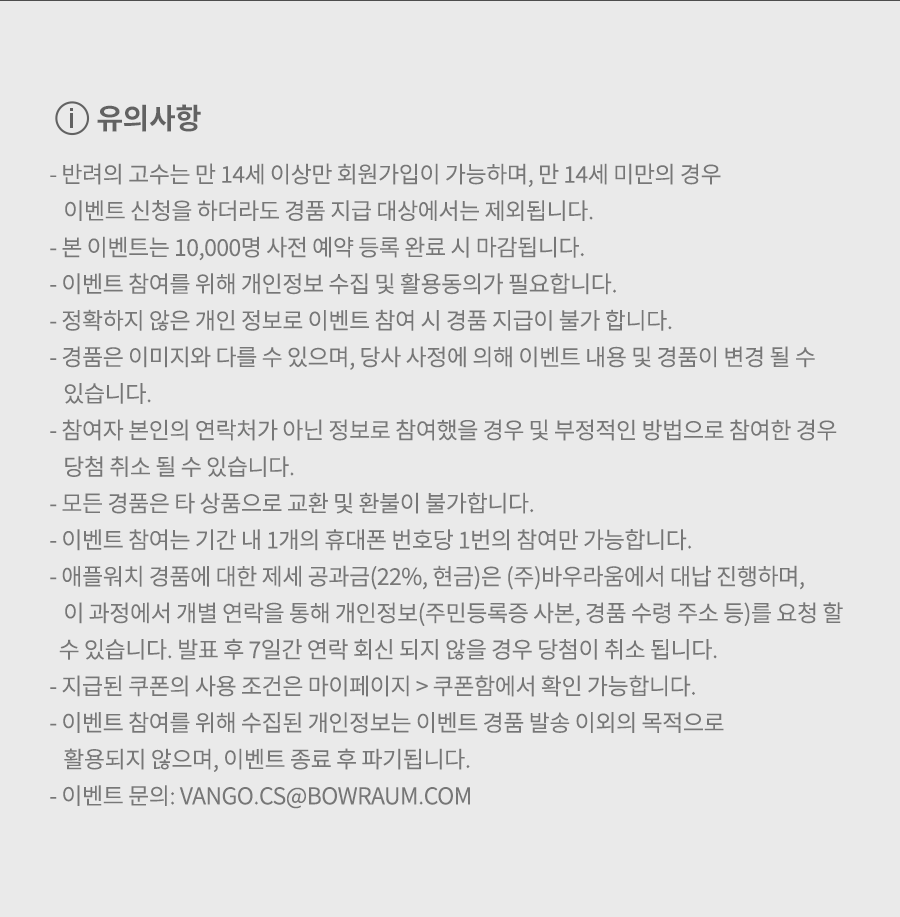 ⓘ 유의사항
- 반려의 고수는 만 14세 이상만 회원가입이 가능하며, 만 14세 미만의 경우
이벤트 신청을 하더라도 경품 지급 대상에서는 제외됩니다.
- 본 이벤트는 10,000명 사전 예약 등록 완료 시 마감됩니다.
- 이벤트 참여를 위해 개인정보 수집 및 활용동의가 필요합니다.
- 정확하지 않은 개인 정보로 이벤트 참여 시 경품 지급이 불가 합니다.
- 경품은 이미지와 다를 수 있으며, 당사 사정에 의해 이벤트 내용 및 경품이 변경 될 수
있습니다.
- 참여자 본인의 연락처가 아닌 정보로 참여했을 경우 및 부정적인 방법으로 참여한 경우
당첨 취소 될 수 있습니다.
- 모든 경품은 타 상품으로 교환 및 환불이 불가합니다.
- 이벤트 참여는 기간 내 1개의 휴대폰 번호당 1번의 참여만 가능합니다.
- 애플워치 경품에 대한 제세 공과금(22%, 현금)은 (주)바우라움에서 대납 진행하며,
이 과정에서 개별 연락을 통해 개인정보(주민등록증 사본, 경품 수령 주소 등)를 요청 할
수 있습니다. 발표 후 7일간 연락 회신 되지 않을 경우 당첨이 취소 됩니다.
- 지급된 쿠폰의 사용 조건은 마이페이지 > 쿠폰함에서 확인 가능합니다.
- 이벤트 참여를 위해 수집된 개인정보는 이벤트 경품 발송 이외의 목적으로
활용되지 않으며, 이벤트 종료 후 파기됩니다.
- 이벤트 문의: VANGO.CS@BOWRAUM.COM